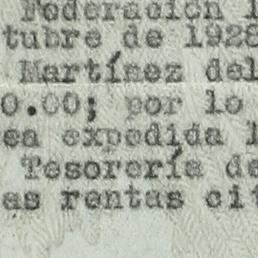 Federación l
tubre de 1928
Martínez del
0.00; por lo
ea expedida l
Tesorería de
as rentas cit